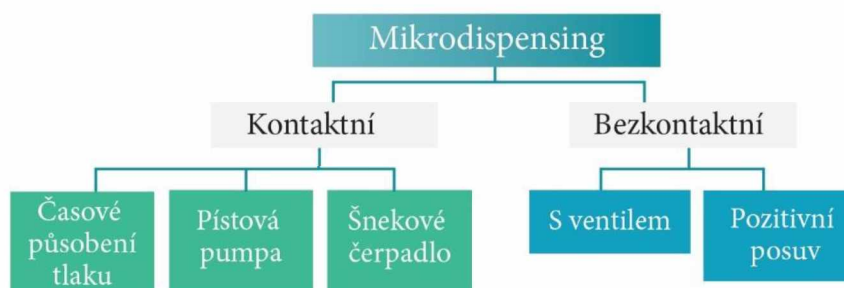 Mikrodispensing
Kontaktní
Bezkontaktní
Časové
působení
tlaku
Pístová
pumpa
Šnekové
čerpadlo
S ventilem
Pozitivní
posuv